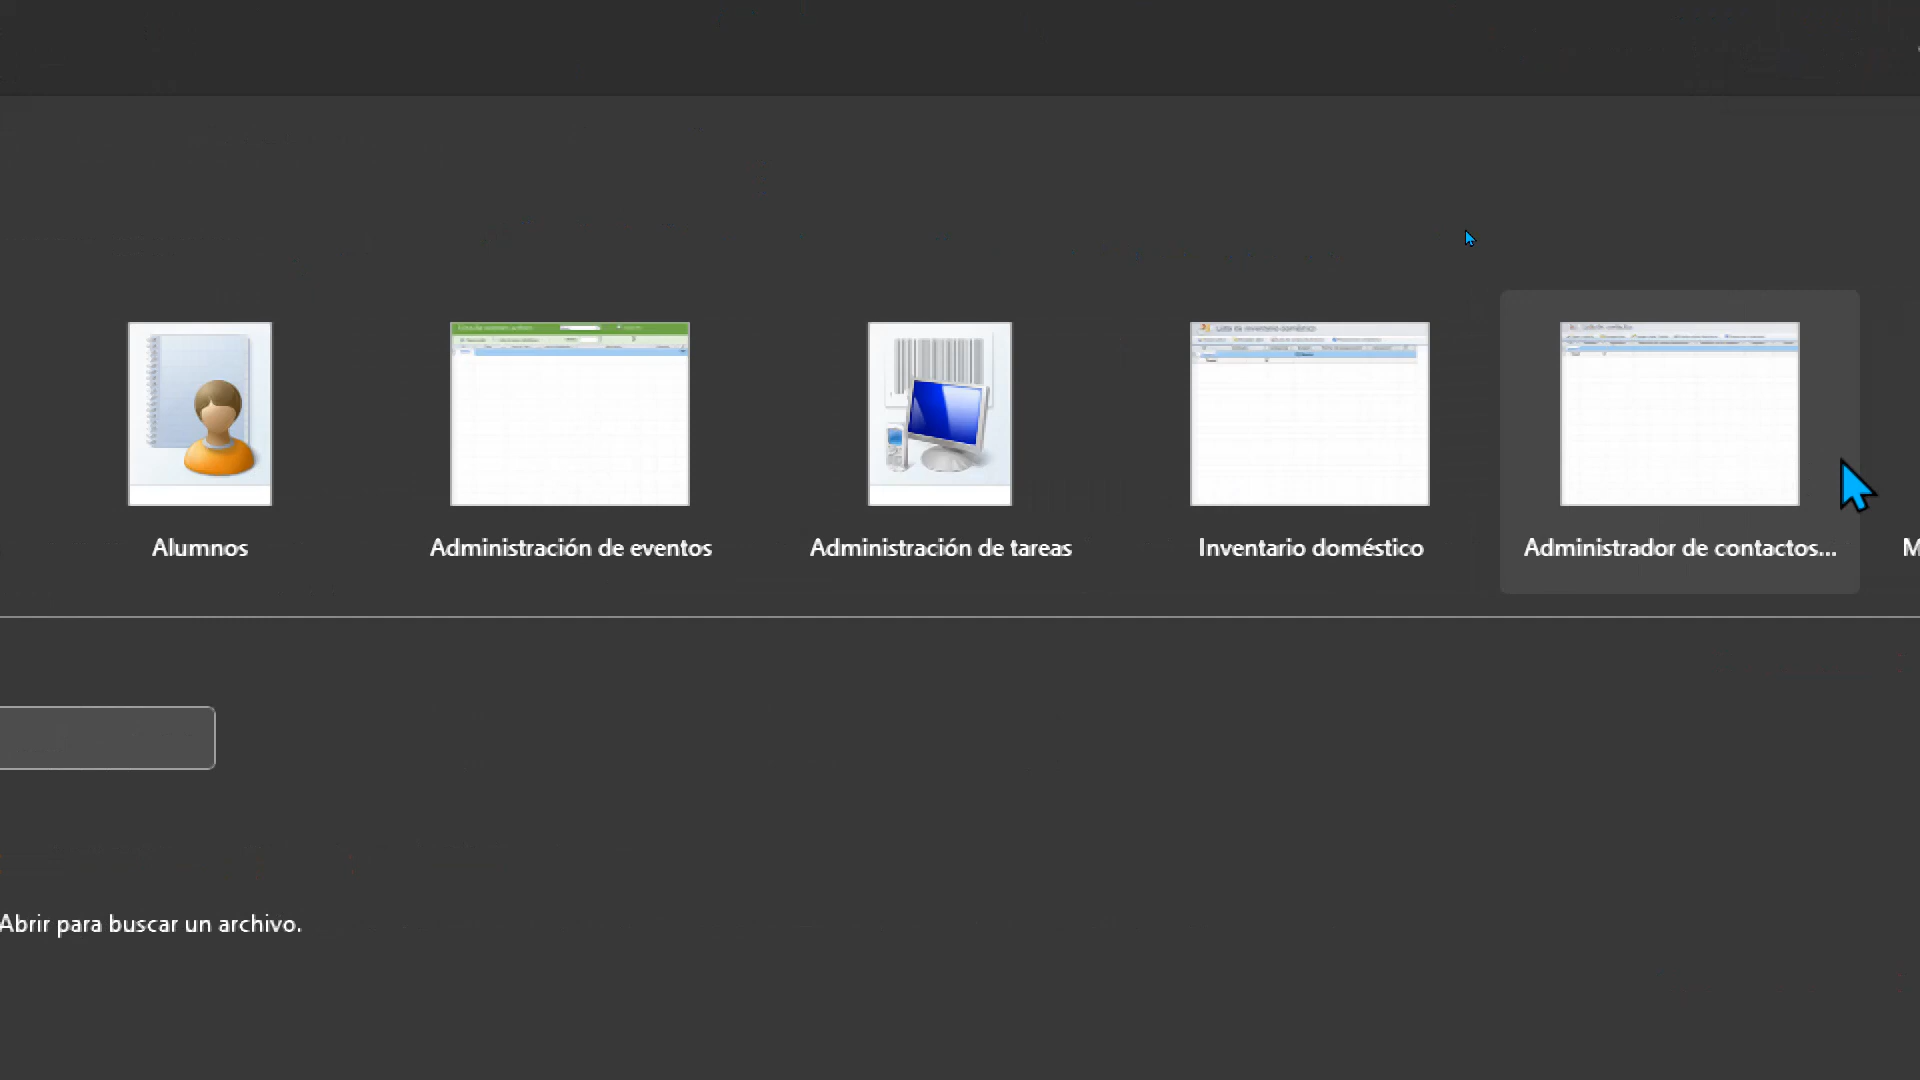 Alumnos
Administración de eventos
Administración de tareas
Inventario doméstico
Administrador de contactos...
Abrir para buscar un archivo.